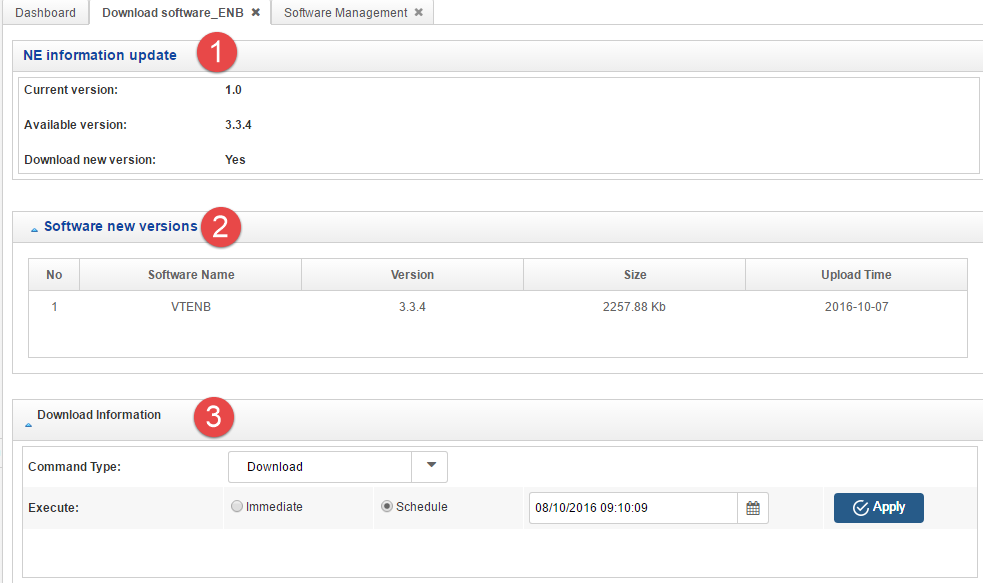 Dashboard Download software_ENB ✖ Software Management ✖
NE information update 1
Current version: 1.0
Available version: 3.3.4
Download new version: Yes
Software new versions 2
No Software Name Version Size Upload Time
1 VTENB 3.3.4 2257.88 Kb 2016-10-07
Download Information 3
Command Type: Download
Execute: Immediate Schedule 08/10/2016 09:10:09 Apply